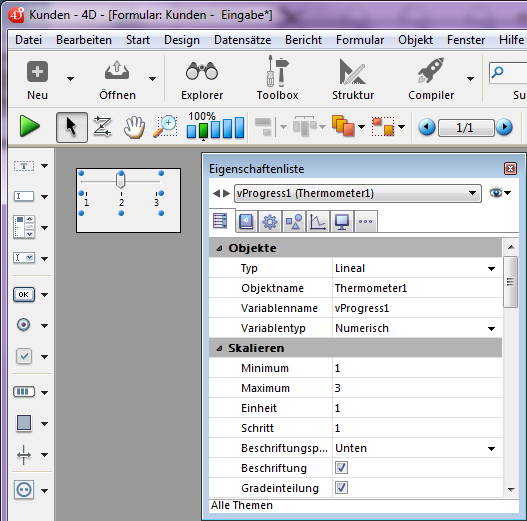 Kunden - 4D - [Formular: Kunden - Eingabe*]
Datei Bearbeiten Start Design Datensätze Bericht Formular Objekt Fenster Hilfe
Neu Öffnen Explorer Toolbox Struktur Compiler Su
100%
1/1
T
1 2 3
OK
Eigenschaftenliste
vProgress1 (Thermometer1)
Objekte
Typ Lineal
Objektname Thermometer1
Variablenname vProgress1
Variablentyp Numerisch
Skalieren
Minimum 1
Maximum 3
Einheit 1
Schritt 1
Beschriftungsp... Unten
Beschriftung
Gradeinteilung
Alle Themen